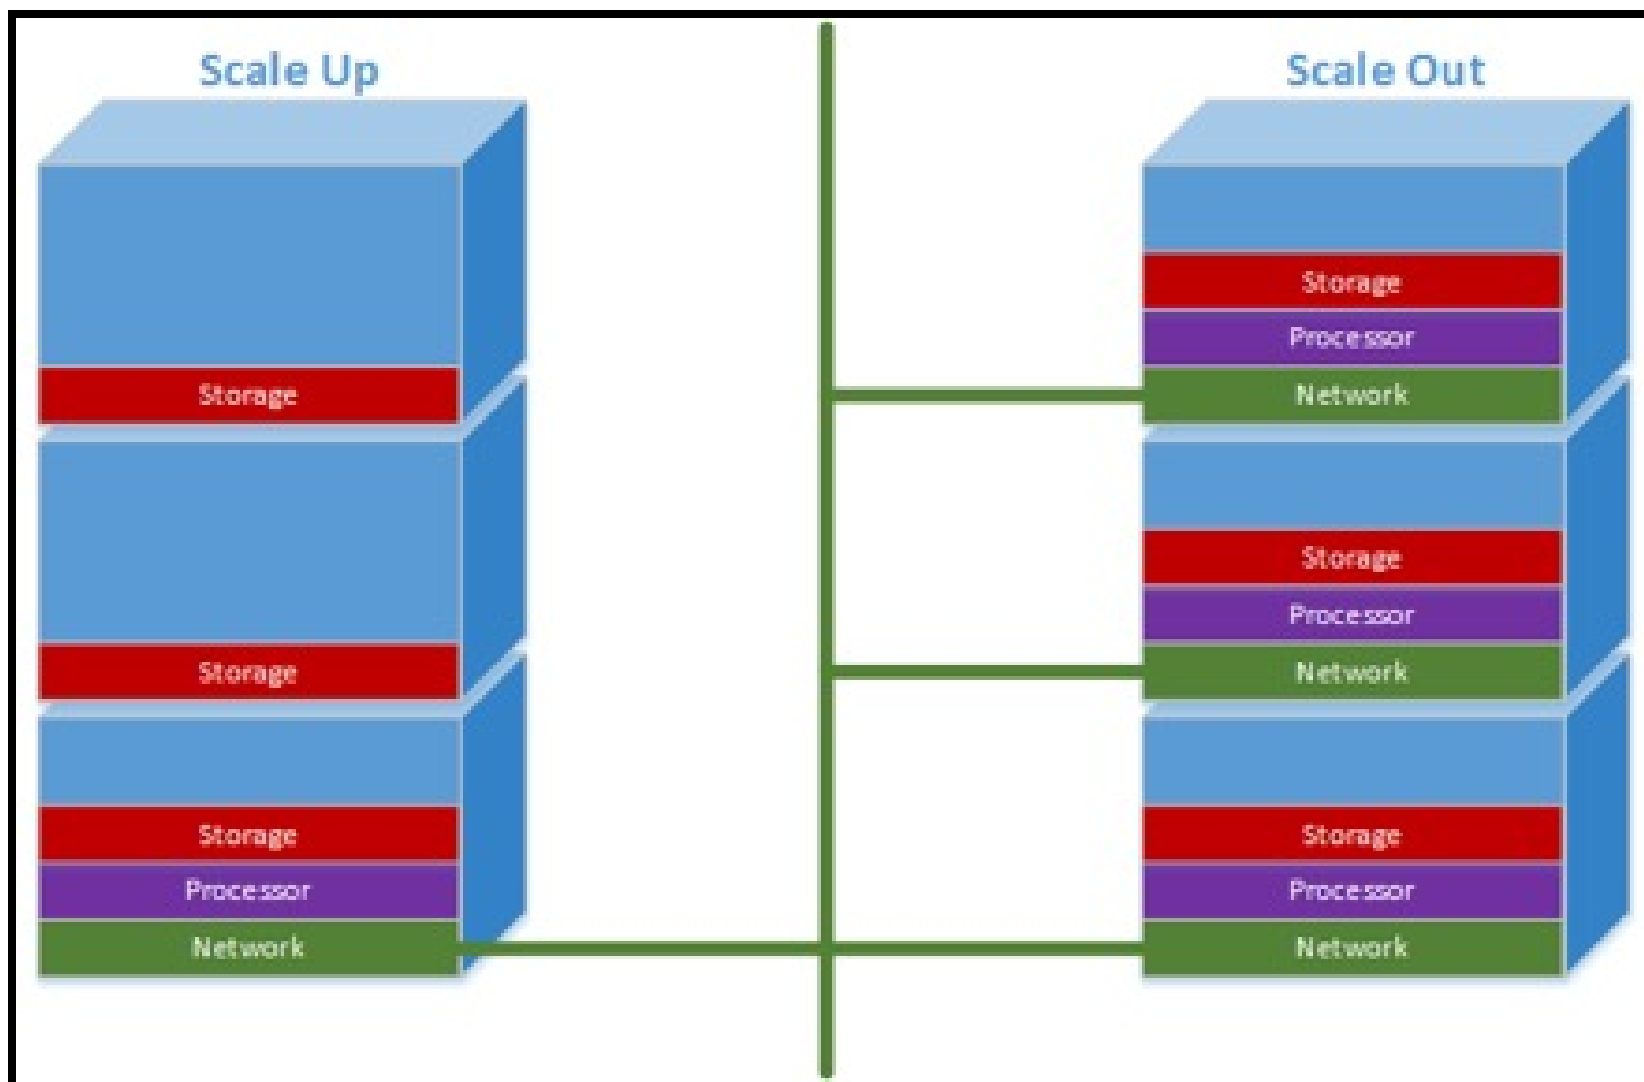 Scale Up
Storage
Storage
Storage
Processor
Network
Scale Out
Storage
Processor
Network
Storage
Processor
Network
Storage
Processor
Network